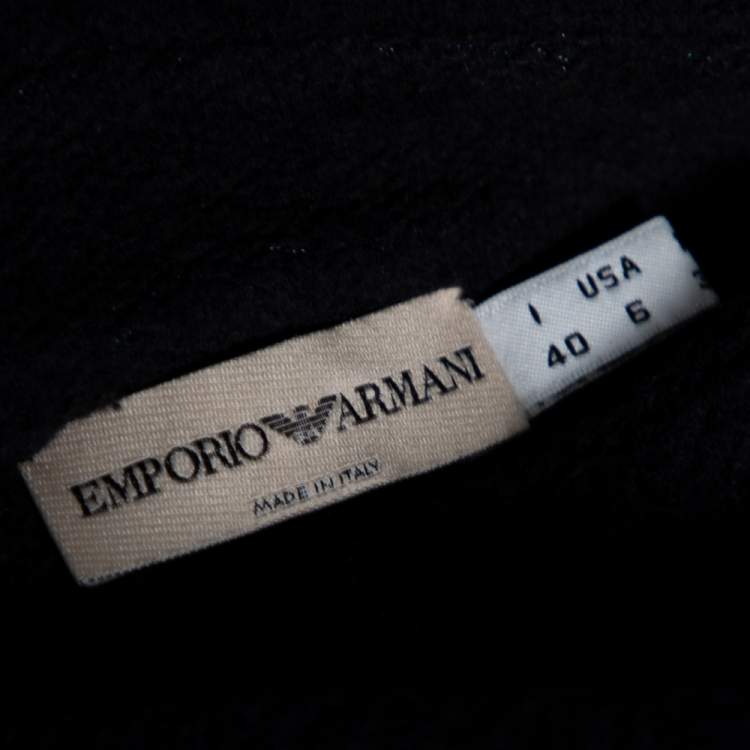 EMPORIO ARMANI
MADE IN ITALY
I USA
40 6